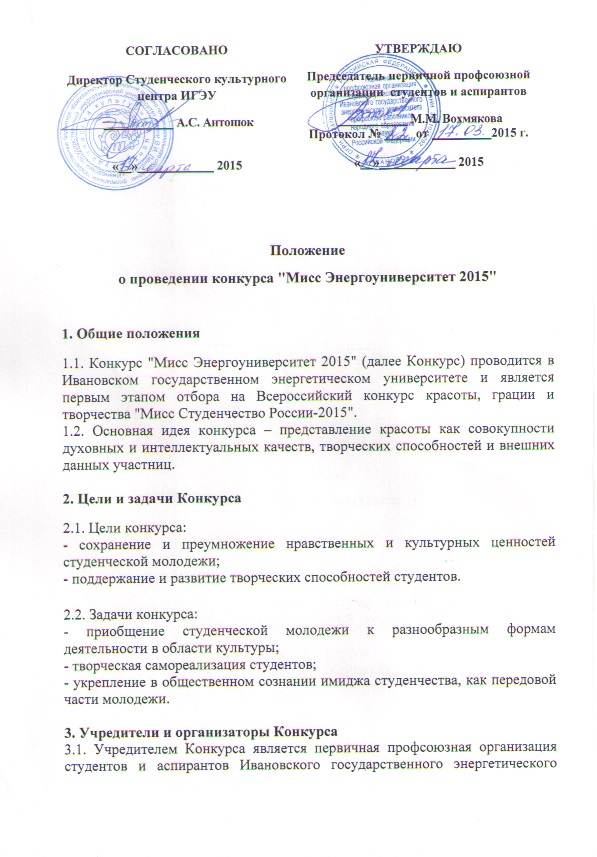 СОГЛАСОВАНО
Директор Студенческого культурного
центра ИГЭУ
А.С. Антонюк
«17» марта 2015
УТВЕРЖДАЮ
Председатель первичной профсоюзной
организации студентов и аспирантов
М.М. Вохмякова
Протокол № 22 от 17.03. 2015 г.
«17» марта 2015
Положение
о проведении конкурса "Мисс Энергоуниверситет 2015"
1. Общие положения
1.1. Конкурс "Мисс Энергоуниверситет 2015" (далее Конкурс) проводится в
Ивановском государственном энергетическом университете и является
первым этапом отбора на Всероссийский конкурс красоты, грации и
творчества "Мисс Студенчество России-2015".
1.2. Основная идея конкурса – представление красоты как совокупности
духовных и интеллектуальных качеств, творческих способностей и внешних
данных участниц.
2. Цели и задачи Конкурса
2.1. Цели конкурса:
- сохранение и преумножение нравственных и культурных ценностей
студенческой молодежи;
- поддержание и развитие творческих способностей студентов.
2.2. Задачи конкурса:
- приобщение студенческой молодежи к разнообразным формам
деятельности в области культуры;
- творческая самореализация студентов;
- укрепление в общественном сознании имиджа студенчества, как передовой
части молодежи.
3. Учредители и организаторы Конкурса
3.1. Учредителем Конкурса является первичная профсоюзная организация
студентов и аспирантов Ивановского государственного энергетического